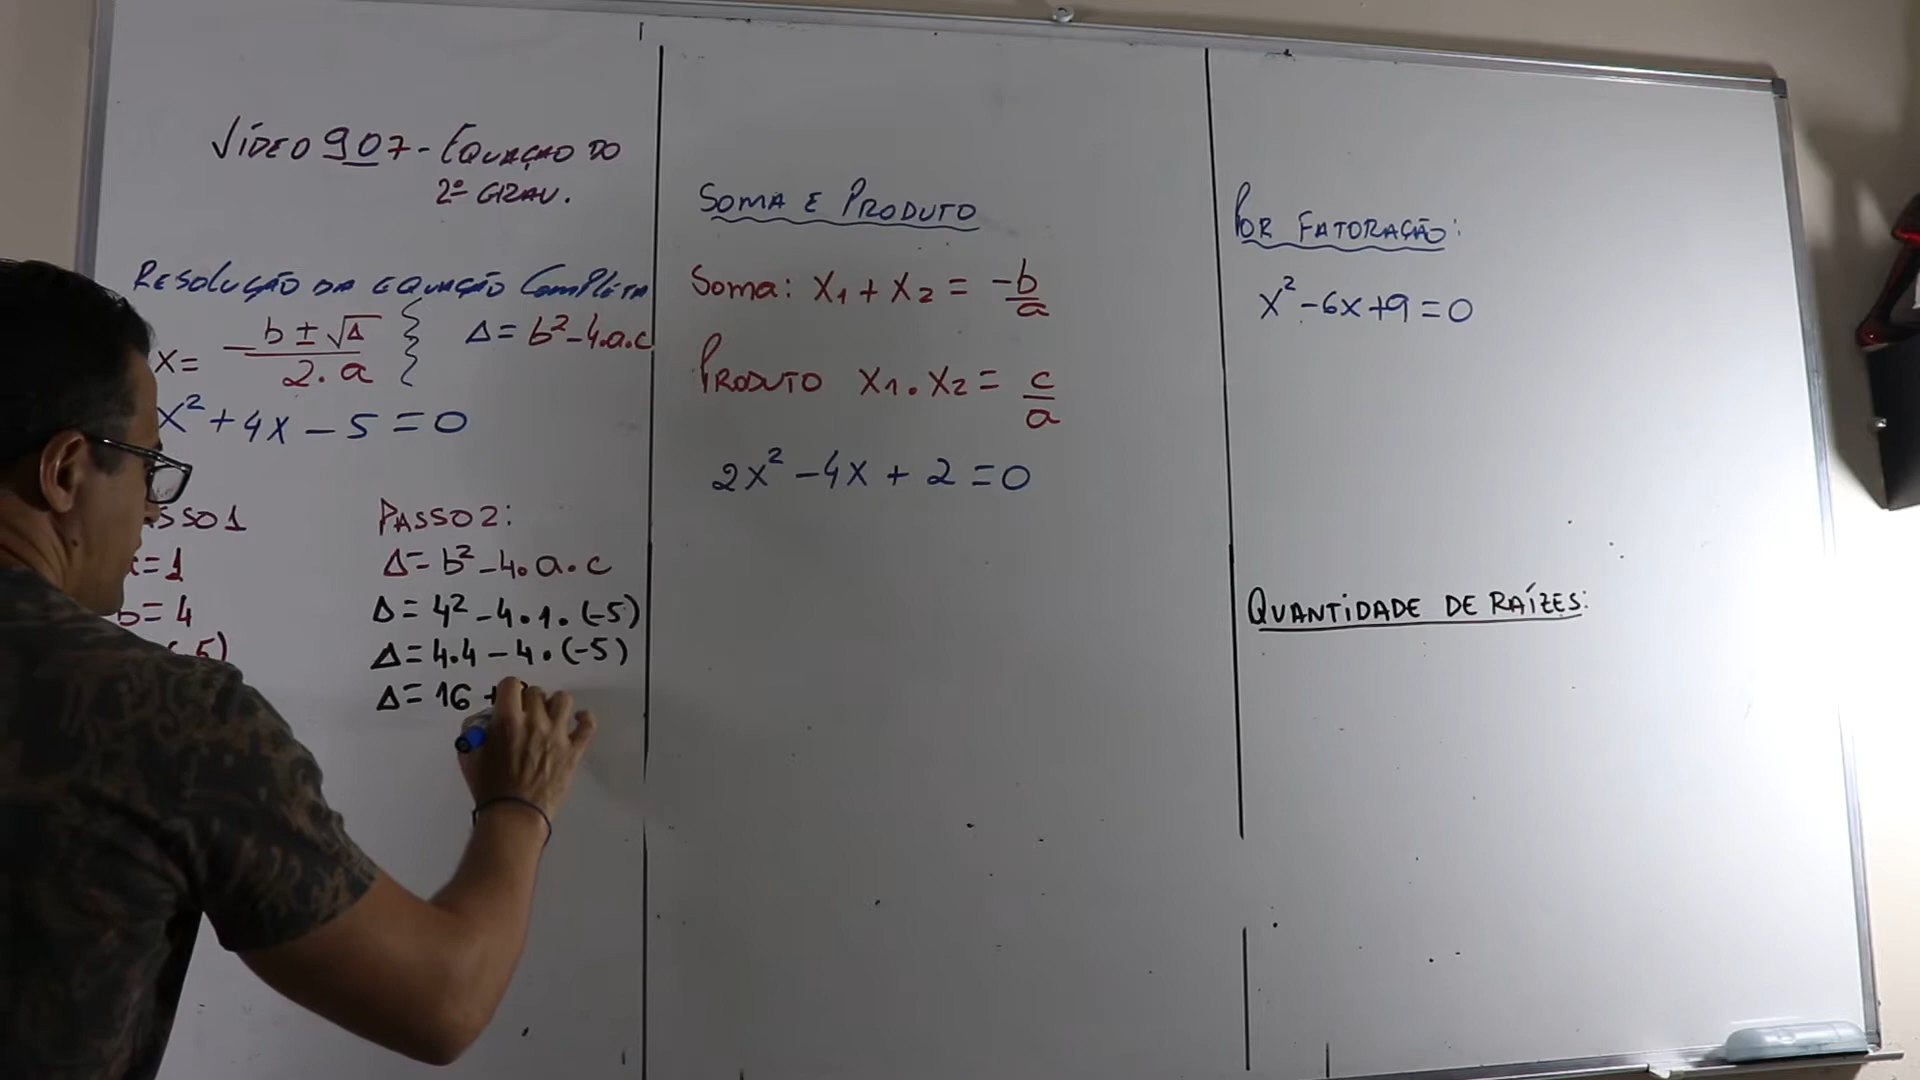 VÍDEO 907 - EQUAÇÃO DO
2º GRAU.
RESOLUÇÃO DA EQUAÇÃO COMPLETA
x = -b ± √Δ / 2.a { Δ = b² - 4.a.c
x² + 4x - 5 = 0
PASSO 2:
=1
Δ = b² - 4.a.c
b = 4
Δ = 4² - 4.1.(-5)
Δ = 4.4 - 4.(-5)
Δ = 16 +
SOMA E PRODUTO
Soma: x₁ + x₂ = -b/a
PRODUTO x₁ . x₂ = c/a
2x² - 4x + 2 = 0
POR FATORAÇÃO:
x² - 6x + 9 = 0
QUANTIDADE DE RAÍZES: